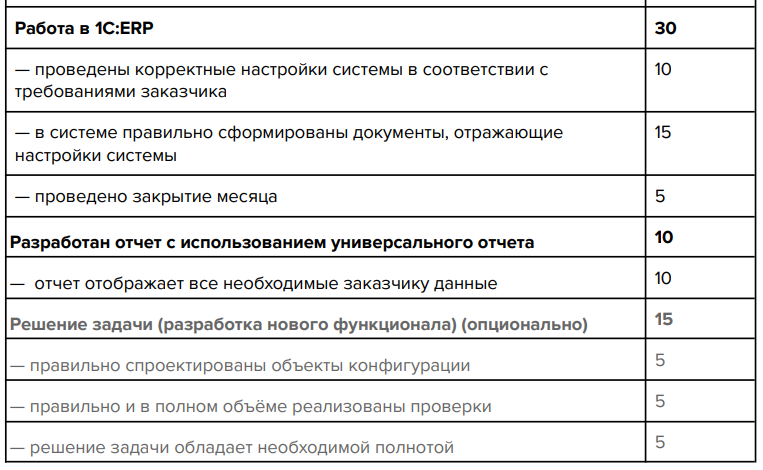 Работа в 1С:ERP 30
— проведены корректные настройки системы в соответствии с 10
требованиями заказчика
— в системе правильно сформированы документы, отражающие 15
настройки системы
— проведено закрытие месяца 5
Разработан отчет с использованием универсального отчета 10
— отчет отображает все необходимые заказчику данные 10
Решение задачи (разработка нового функционала) (опционально) 15
— правильно спроектированы объекты конфигурации 5
— правильно и в полном объёме реализованы проверки 5
— решение задачи обладает необходимой полнотой 5